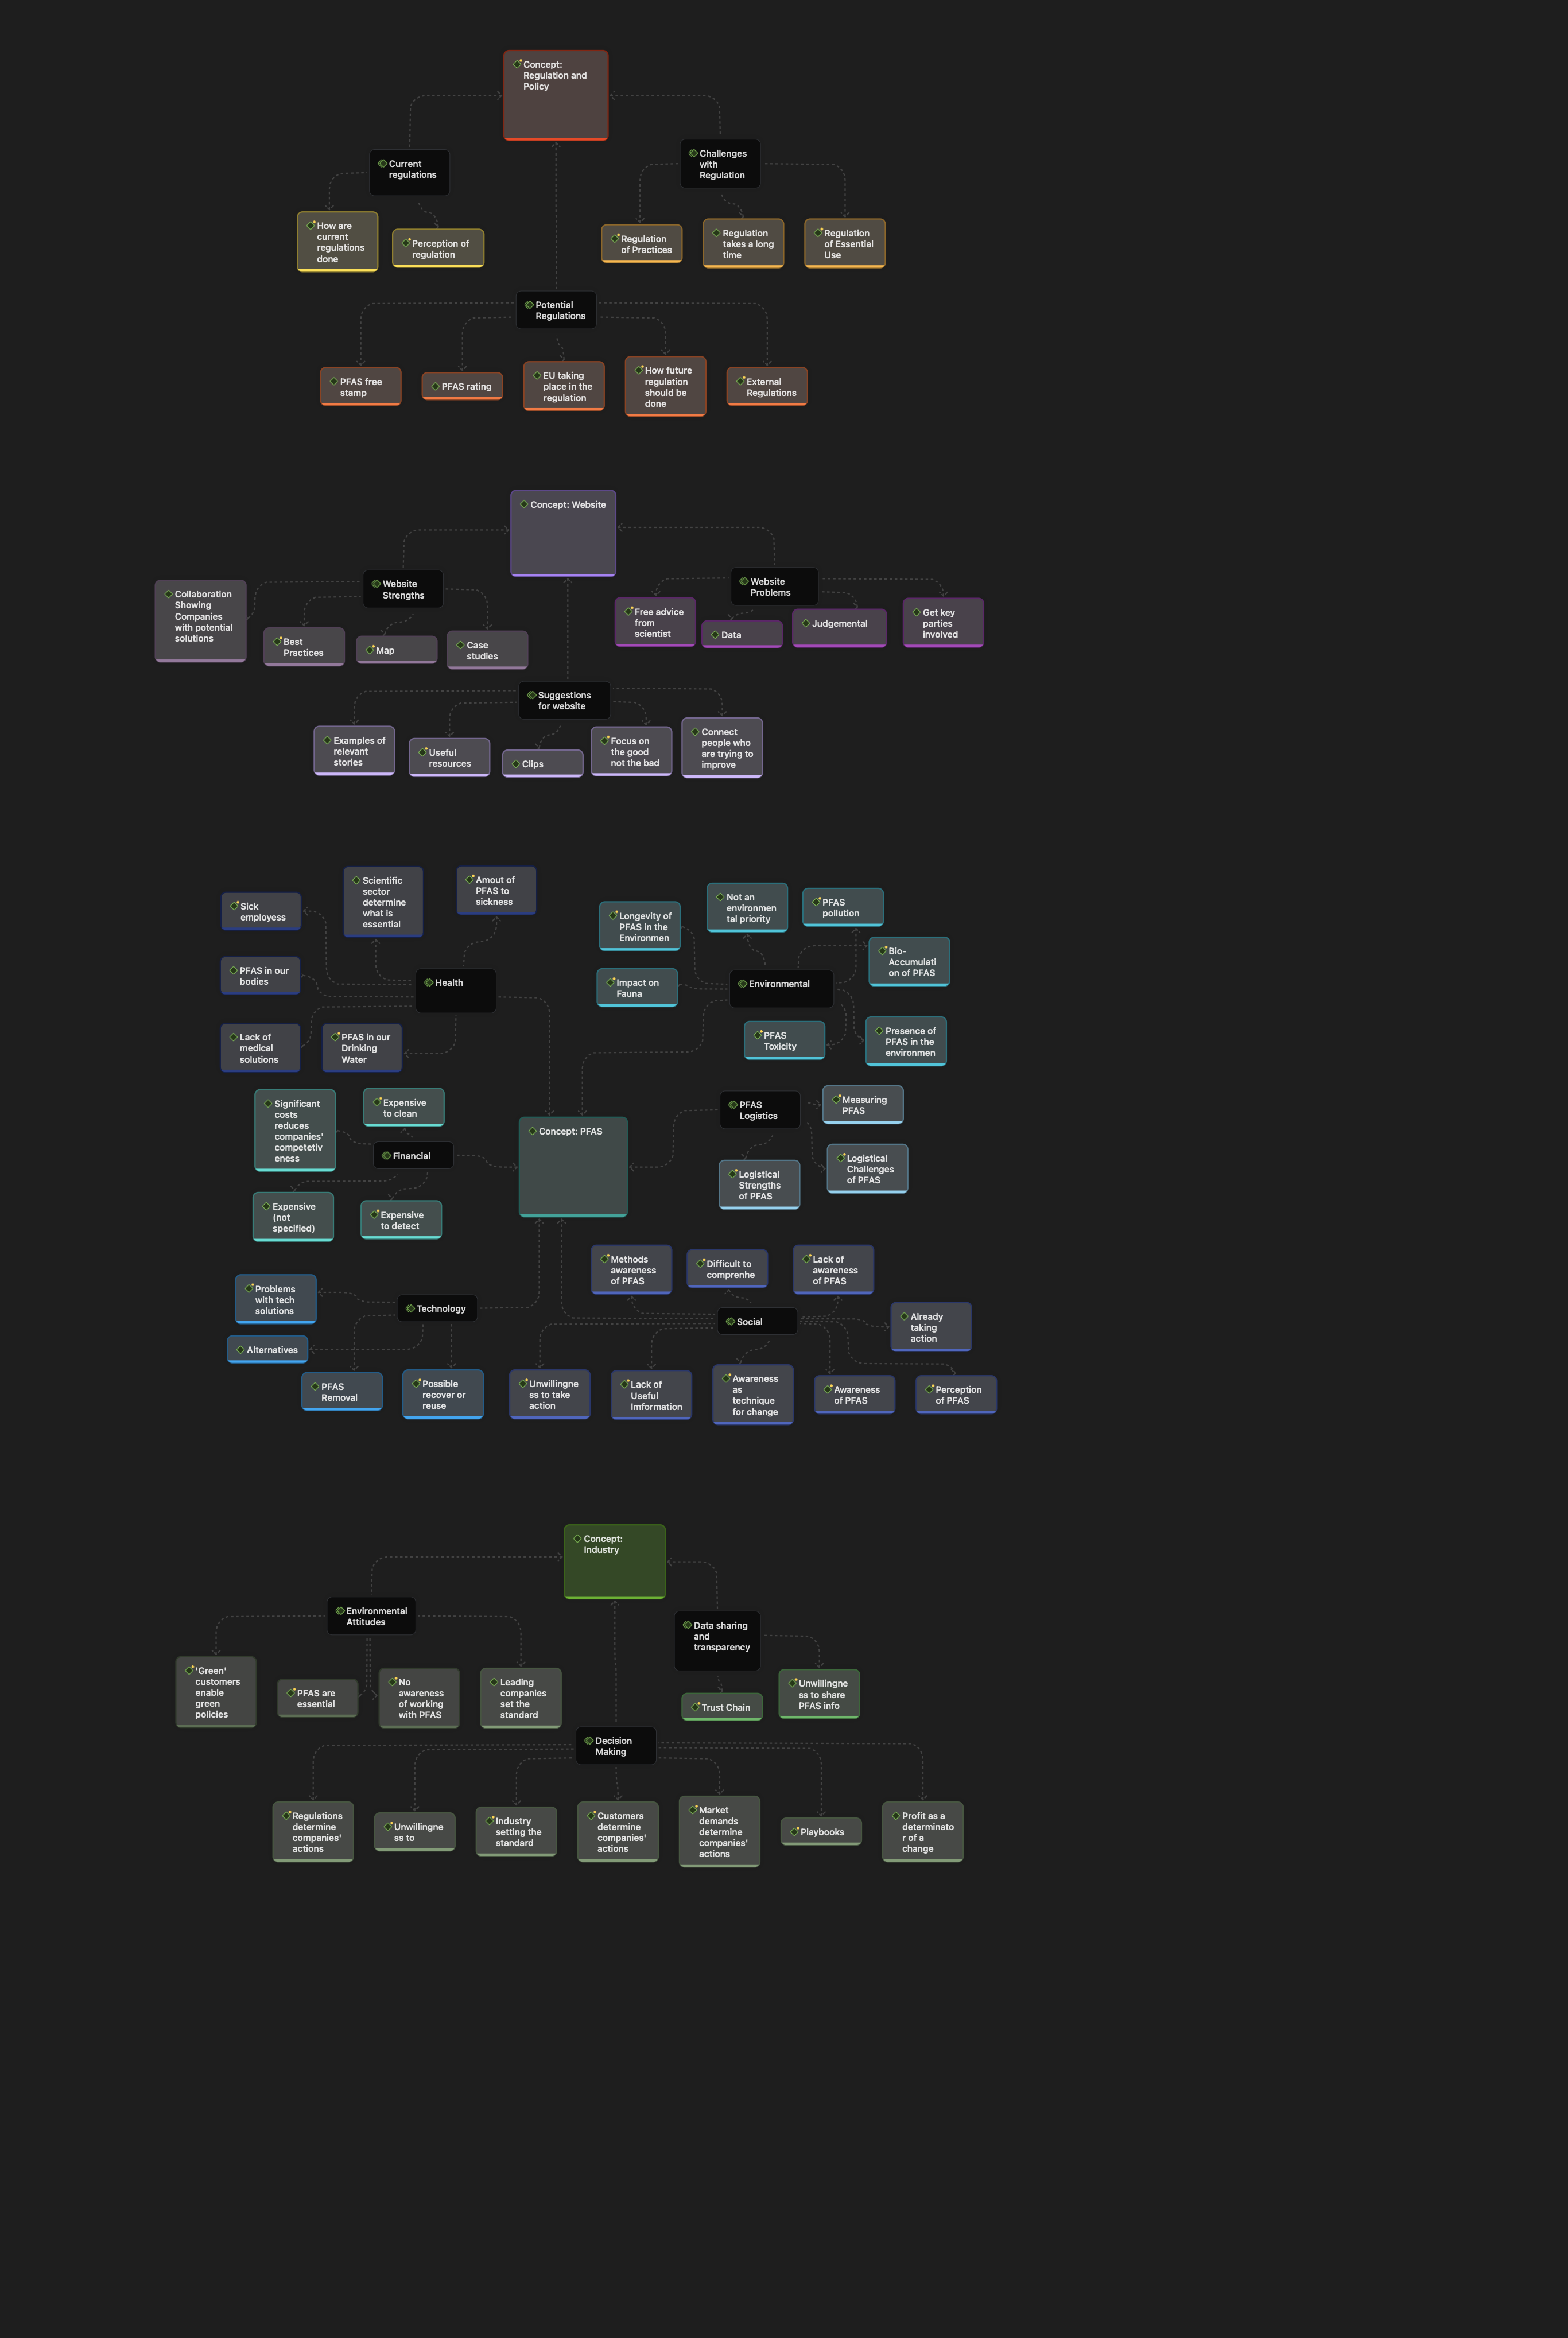 Concept:
Regulation and
Policy
Current
regulations
Challenges
with
Regulation
How are
current
regulations
done
Perception of
regulation
Regulation
of Practices
Regulation
takes a long
time
Regulation
of Essential
Use
Potential
Regulations
PFAS free
stamp
PFAS rating
EU taking
place in the
regulation
How future
regulation
should be
done
External
Regulations
Concept: Website
Website
Strengths
Website
Problems
Collaboration
Showing
Companies
with potential
solutions
Best
Practices
Map
Case
studies
Free advice
from
scientist
Data
Judgemental
Get key
parties
involved
Suggestions
for website
Examples of
relevant
stories
Useful
resources
Clips
Focus on
the good
not the bad
Connect
people who
are trying to
improve
Sick
employess
Scientific
sector
determine
what is
essential
Amout of
PFAS to
sickness
Longevity of
PFAS in the
Environmen
Not an
environmen
tal priority
PFAS
pollution
Bio-
Accumulati
on of PFAS
PFAS in our
bodies
Health
Impact on
Fauna
Environmental
Lack of
medical
solutions
PFAS in our
Drinking
Water
PFAS
Toxicity
Presence of
PFAS in the
environmen
Significant
costs
reduces
companies'
competetiv
eness
Expensive
to clean
Financial
Concept: PFAS
PFAS
Logistics
Measuring
PFAS
Logistical
Strengths
of PFAS
Logistical
Challenges
of PFAS
Expensive
(not
specified)
Expensive
to detect
Problems
with tech
solutions
Technology
Methods
awareness
of PFAS
Difficult to
comprehe
Lack of
awareness
of PFAS
Social
Already
taking
action
Alternatives
PFAS
Removal
Possible
recover or
reuse
Unwillingne
ss to take
action
Lack of
Useful
Imformation
Awareness
as
technique
for change
Awareness
of PFAS
Perception
of PFAS
Concept:
Industry
Environmental
Attitudes
Data sharing
and
transparency
'Green'
customers
enable
green
policies
PFAS are
essential
No
awareness
of working
with PFAS
Leading
companies
set the
standard
Trust Chain
Unwillingne
ss to share
PFAS info
Decision
Making
Regulations
determine
companies'
actions
Unwillingne
ss to
Industry
setting the
standard
Customers
determine
companies'
actions
Market
demands
determine
companies'
actions
Playbooks
Profit as a
determinato
r of a
change